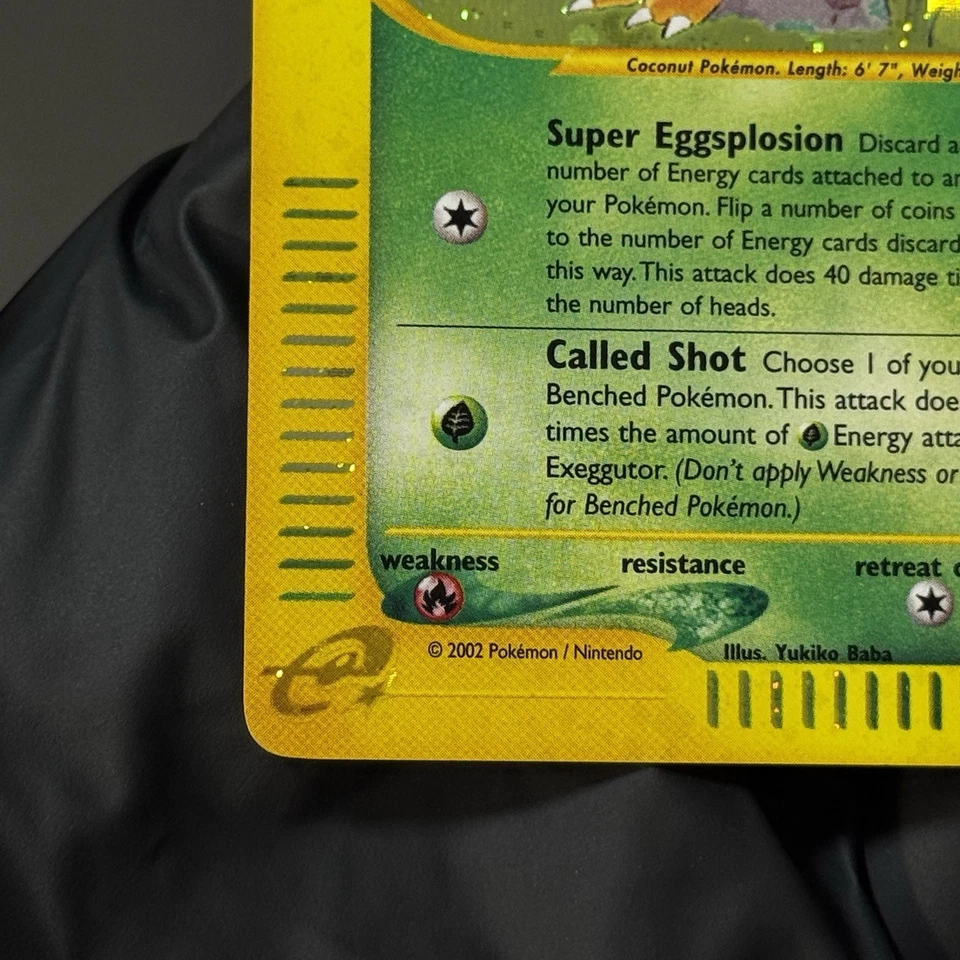 Coconut Pokémon. Length: 6' 7", Weigh
Super Eggsplosion Discard a
number of Energy cards attached to
your Pokémon. Flip a number of coins
to the number of Energy cards discard
this way. This attack does 40 damage ti
the number of heads.
Called Shot Choose 1 of you
Benched Pokémon. This attack doe
times the amount of Energy atta
Exeggutor. (Don't apply Weakness or
for Benched Pokémon.)
weakness resistance retreat c
© 2002 Pokémon / Nintendo Illus. Yukiko Baba
e